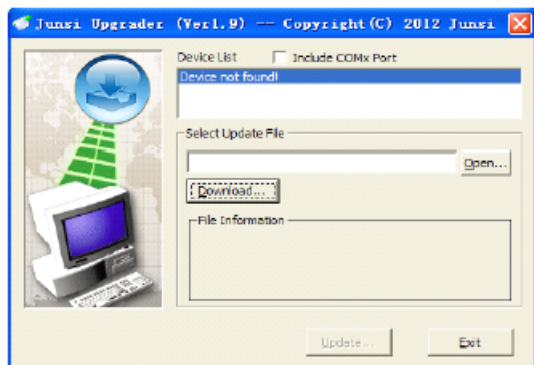 Junsi Upgrader (Ver1.9) -- Copyright(C) 2012 Junsi
Device List Include COMx Port
Device not found!
Select Update File
Open...
Download...
File Information
Update... Exit